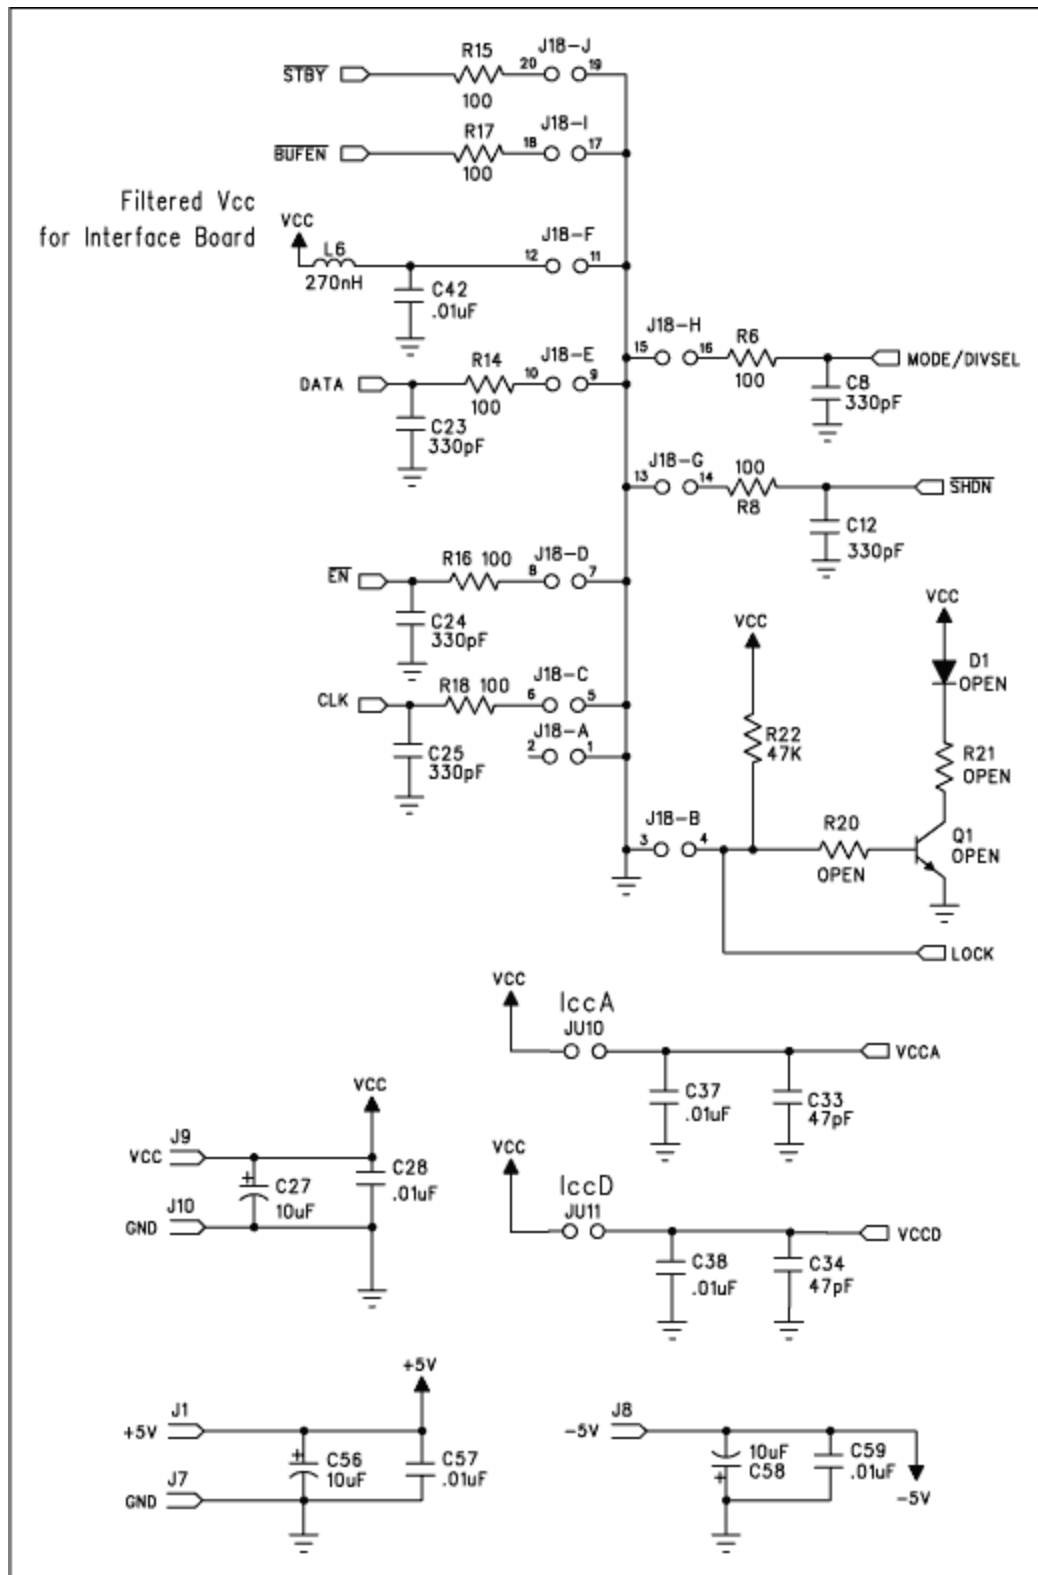 R15 J18-J
STBY 20 19
100
R17 J18-I
BUFEN 18 17
100
Filtered Vcc
for Interface Board
VCC
L6
270nH
J18-F
12 11
C42
.01uF
J18-H
15 16
R6
100
MODE/DIVSEL
C8
330pF
R14 J18-E
DATA 10 9
100
C23
330pF
J18-G
13 14
100
R8
SHDN
C12
330pF
R16 100 J18-D
EN 8 7
C24
330pF
VCC
D1
OPEN
R21
OPEN
VCC
R22
47K
R18 100 J18-C
CLK 6 5
J18-A
2 1
C25
330pF
J18-B
3 4
R20
OPEN
Q1
OPEN
LOCK
VCC
IccA
JU10
VCCA
C37
.01uF
C33
47pF
VCC
J9
VCC
C28
.01uF
C27
10uF
J10
GND
VCC
IccD
JU11
VCCD
C38
.01uF
C34
47pF
+5V
J1
+5V
C56
10uF
C57
.01uF
J7
GND
J8
-5V
10uF
C58
C59
.01uF
-5V